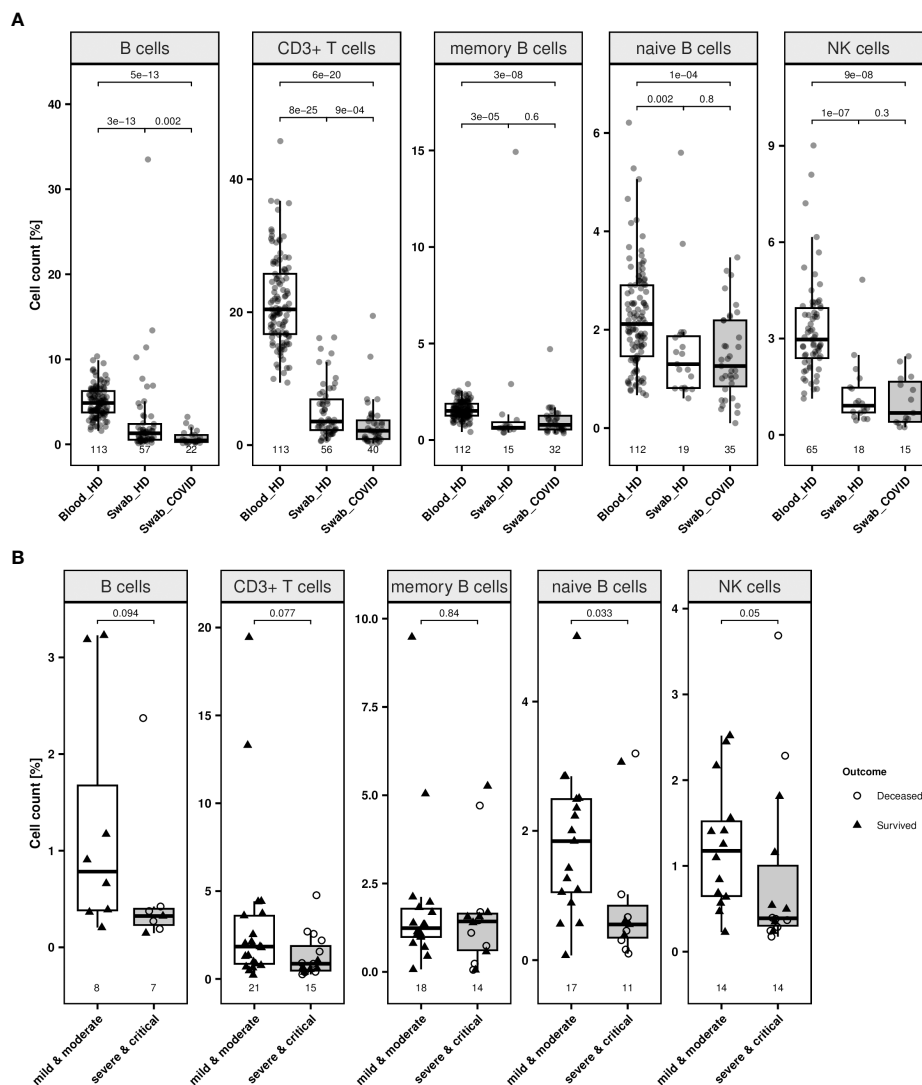 A
B cells
CD3+ T cells
memory B cells
naive B cells
NK cells
Cell count [%]
5e−13
3e−13 0.002
40
30
20
10
0
113 57 22
Blood_HD
Swab_HD
Swab_COVID
6e−20
8e−25 9e−04
40
20
0
113 56 40
Blood_HD
Swab_HD
Swab_COVID
3e−08
3e−05 0.6
15
10
5
0
112 15 32
Blood_HD
Swab_HD
Swab_COVID
1e−04
0.002 0.8
6
4
2
0
112 19 35
Blood_HD
Swab_HD
Swab_COVID
9e−08
1e−07 0.3
9
6
3
0
65 18 15
Blood_HD
Swab_HD
Swab_COVID
B
B cells
CD3+ T cells
memory B cells
naive B cells
NK cells
Cell count [%]
0.094
3
2
1
0
8 7
mild & moderate
severe & critical
0.077
20
15
10
5
0
21 15
mild & moderate
severe & critical
0.84
10.0
7.5
5.0
2.5
0.0
18 14
mild & moderate
severe & critical
0.033
4
2
0
17 11
mild & moderate
severe & critical
0.05
4
3
2
1
0
14 14
mild & moderate
severe & critical
Outcome
Deceased
Survived